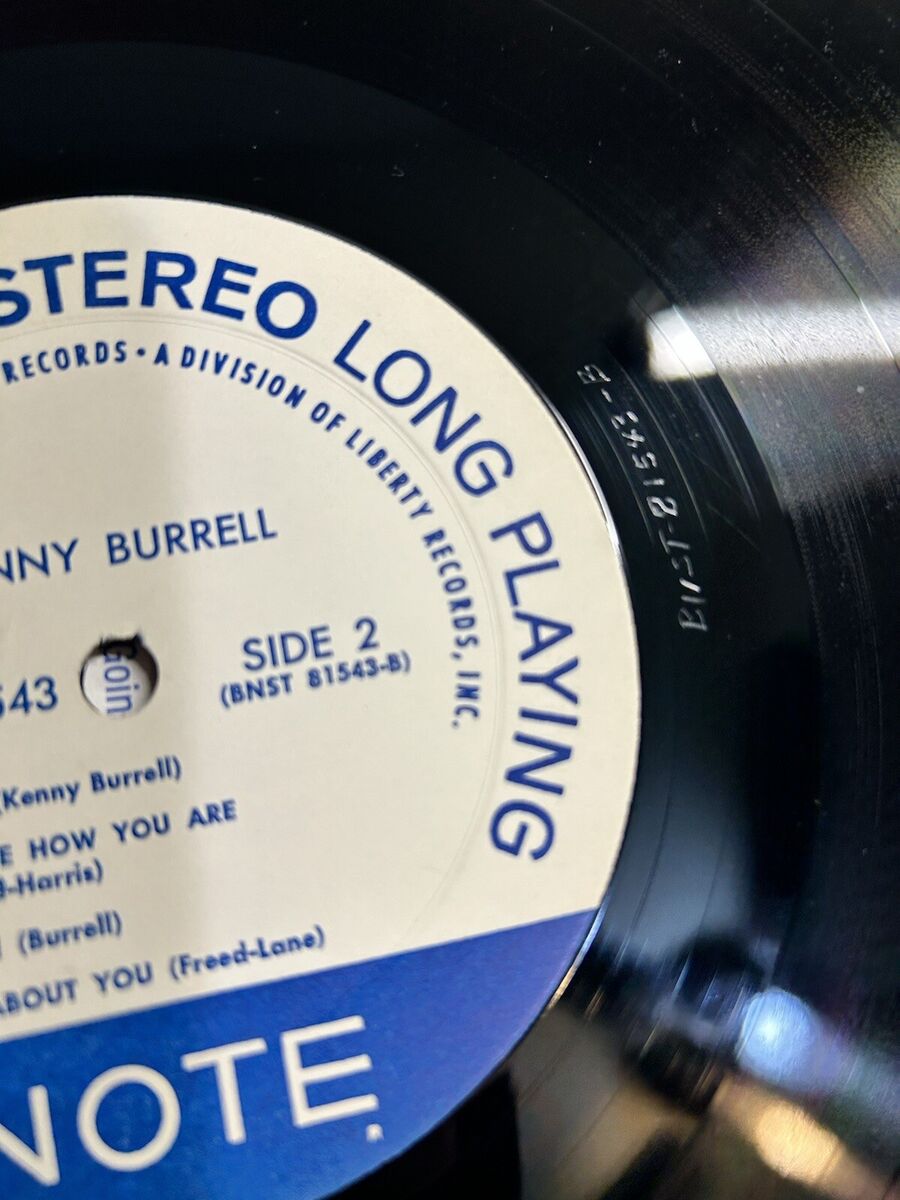 STEREO LONG PLAYING
RECORDS • A DIVISION OF LIBERTY RECORDS, INC.
NNY BURRELL
SIDE 2
543
(BNST 81543-B)
Goin
(Kenny Burrell)
E HOW YOU ARE
-Harris)
(Burrell)
ABOUT YOU (Freed-Lane)
NOTE
BNST-81543-B